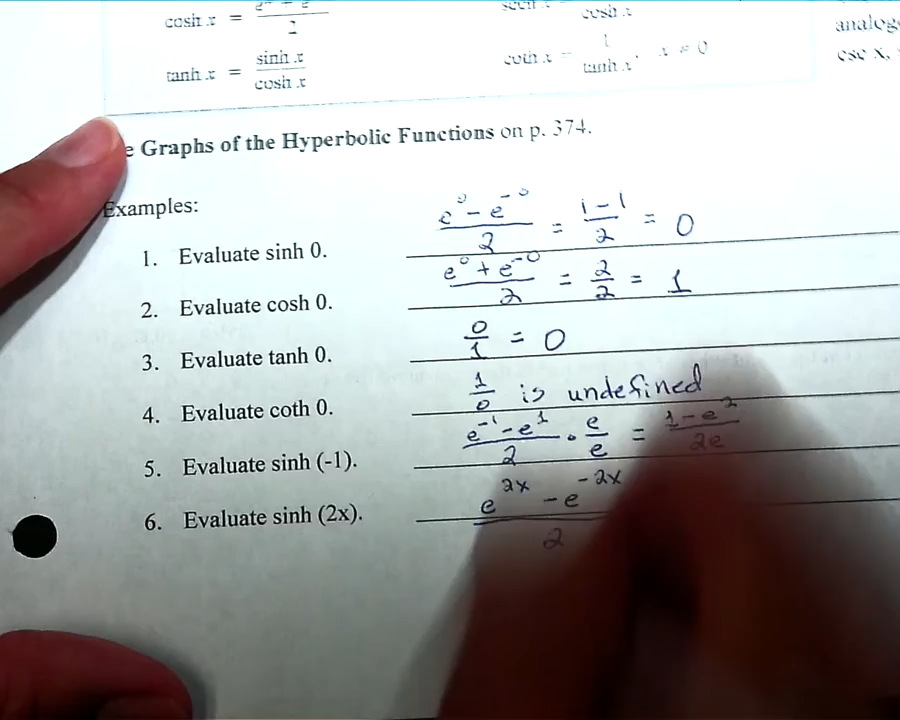 cosh x = 2
sinh x
tanh x =
cosh x
cosh x
coth x = 1 / tanh x, x ≠ 0
csc x,
Graphs of the Hyperbolic Functions on p. 374.
Examples:
1. Evaluate sinh 0. (e^0 - e^-0)/2 = (1-1)/2 = 0
2. Evaluate cosh 0. (e^0 + e^-0)/2 = 2/2 = 1
3. Evaluate tanh 0. 0/1 = 0
4. Evaluate coth 0. 1/0 is undefined
5. Evaluate sinh (-1). (e^-1 - e^1)/2 · e/e = (1-e^2)/2e
6. Evaluate sinh (2x). (e^2x - e^-2x)/2